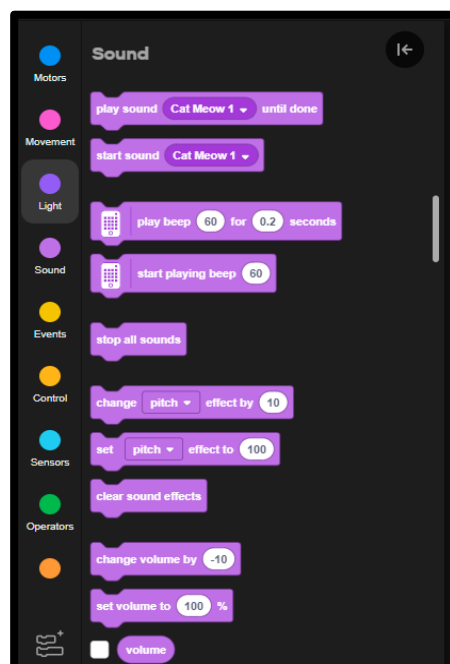 Sound
Motors
Movement
Light
Sound
Events
Control
Sensors
Operators
play sound Cat Meow 1 until done
start sound Cat Meow 1
play beep 60 for 0.2 seconds
start playing beep 60
stop all sounds
change pitch effect by 10
set pitch effect to 100
clear sound effects
change volume by -10
set volume to 100 %
volume